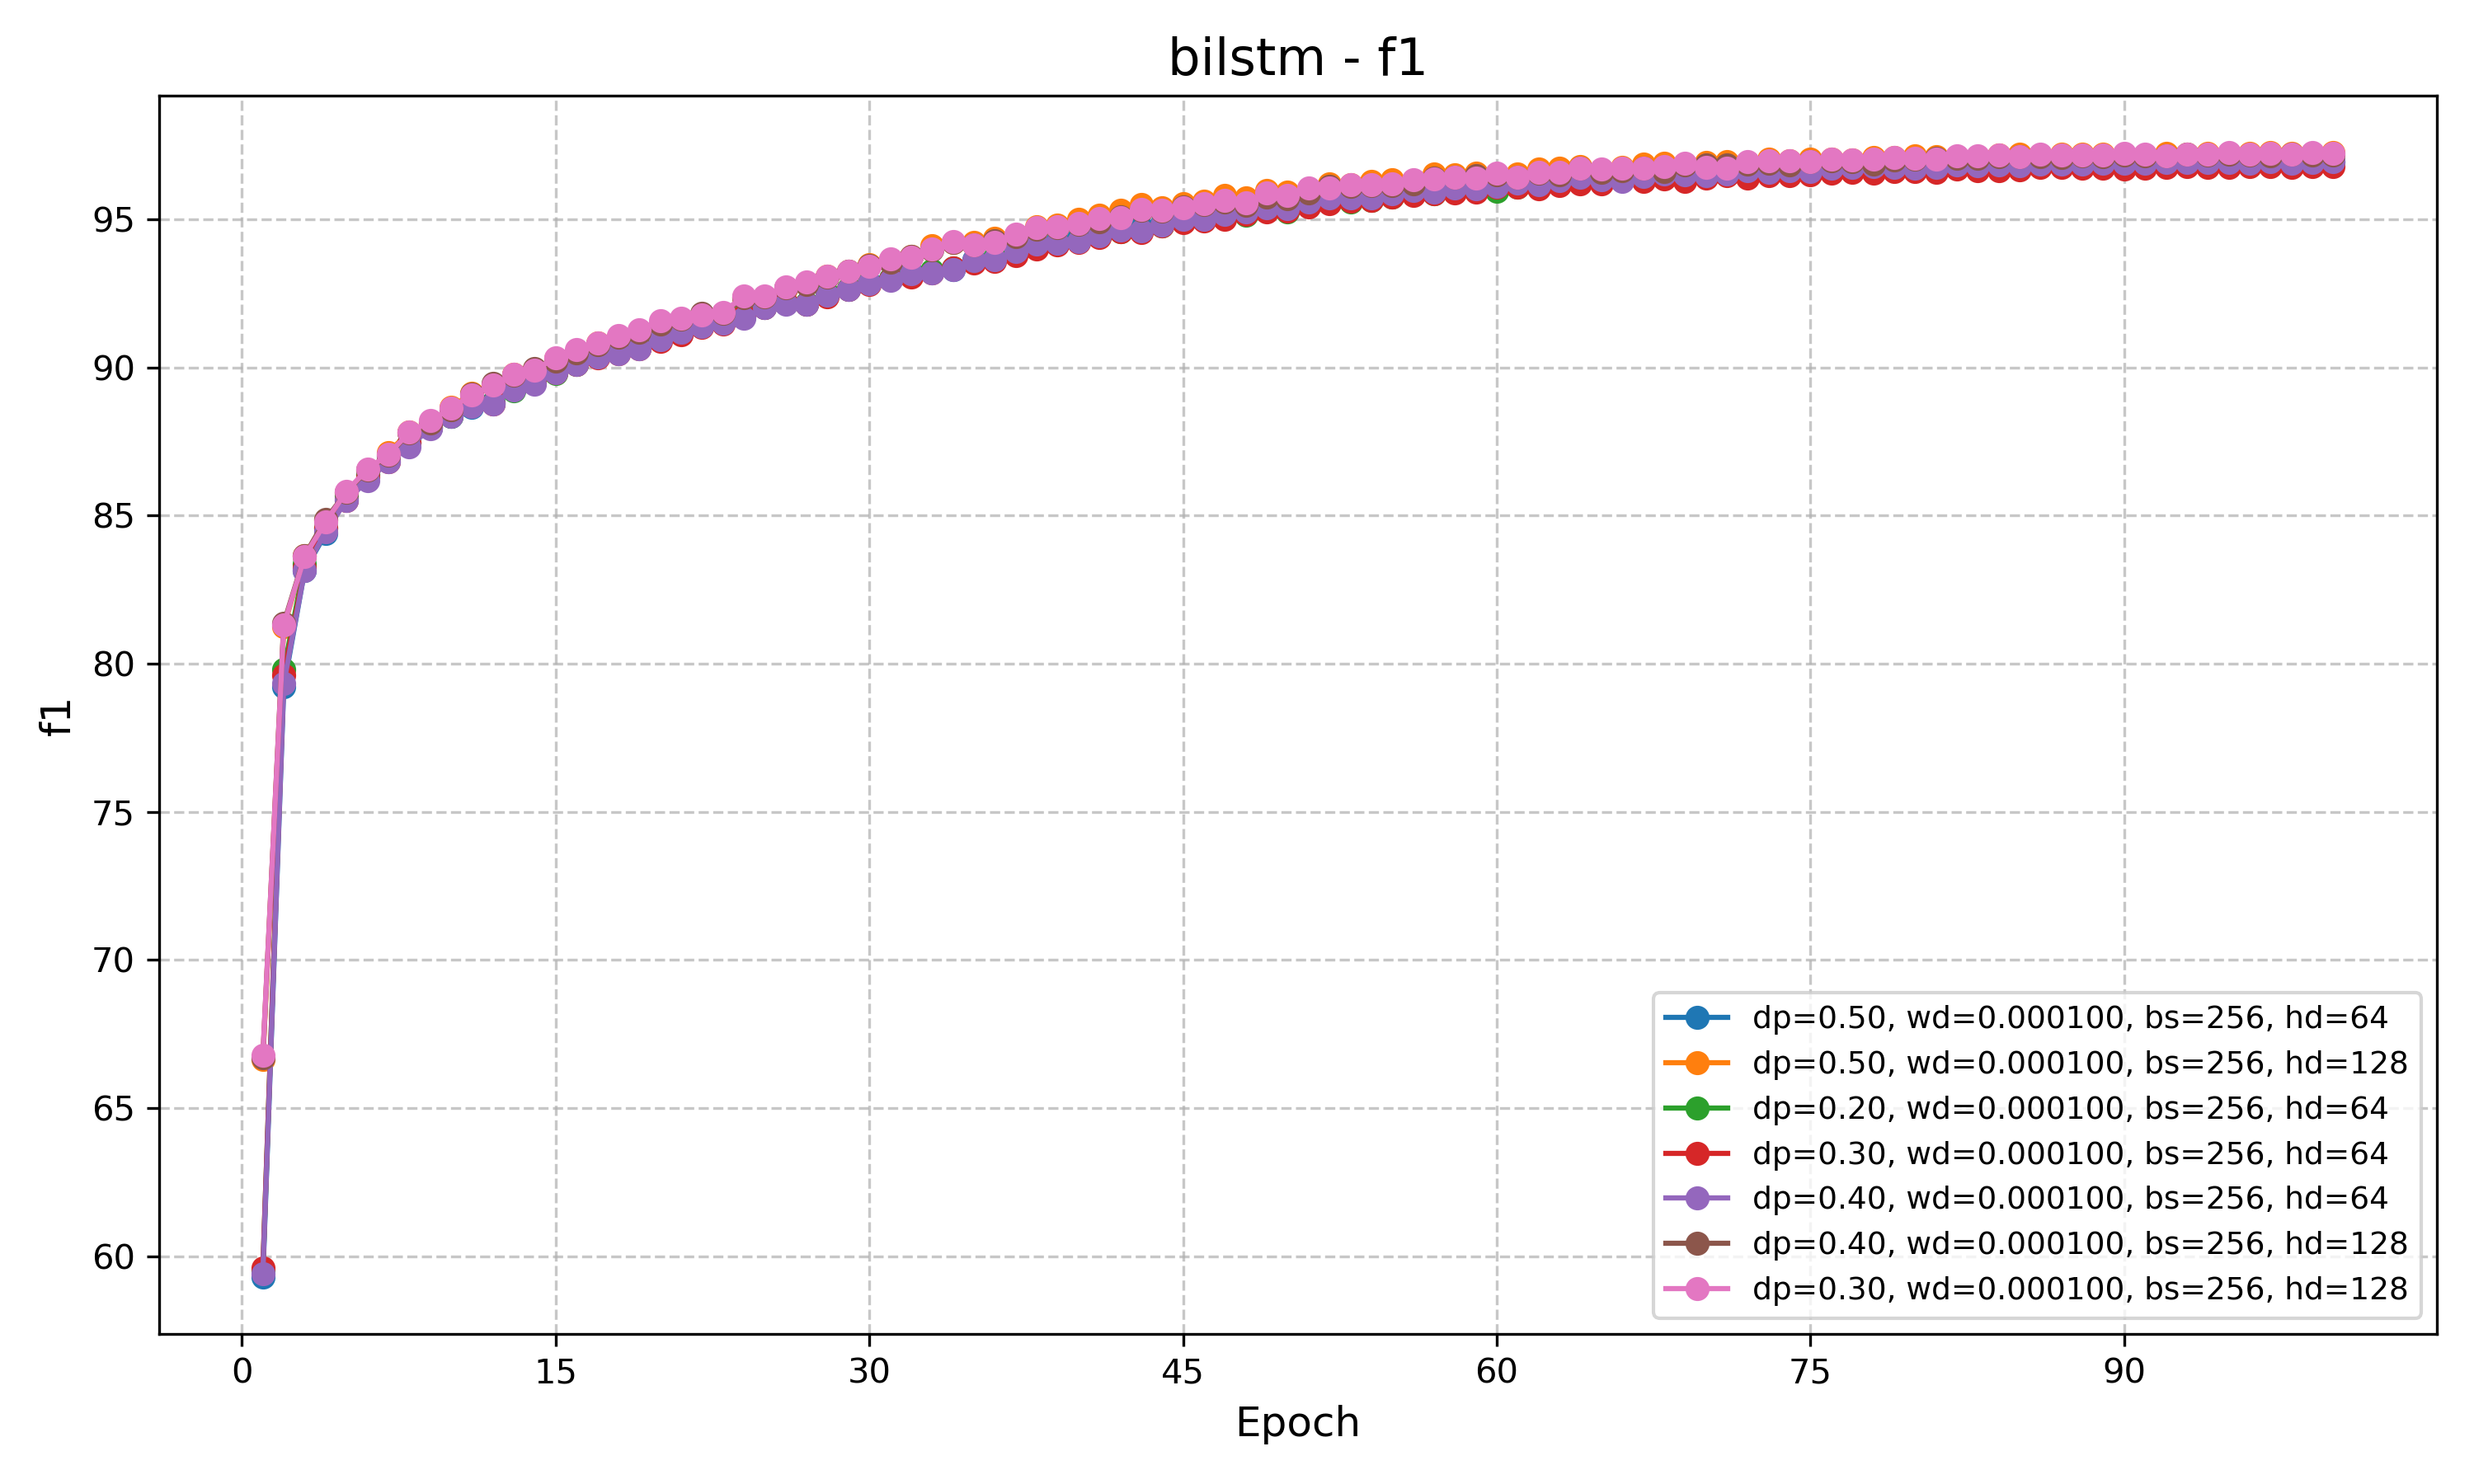 bilstm - f1
f1
95
90
85
80
75
70
65
60
0 15 30 45 60 75 90
Epoch
dp=0.50, wd=0.000100, bs=256, hd=64
dp=0.50, wd=0.000100, bs=256, hd=128
dp=0.20, wd=0.000100, bs=256, hd=64
dp=0.30, wd=0.000100, bs=256, hd=64
dp=0.40, wd=0.000100, bs=256, hd=64
dp=0.40, wd=0.000100, bs=256, hd=128
dp=0.30, wd=0.000100, bs=256, hd=128